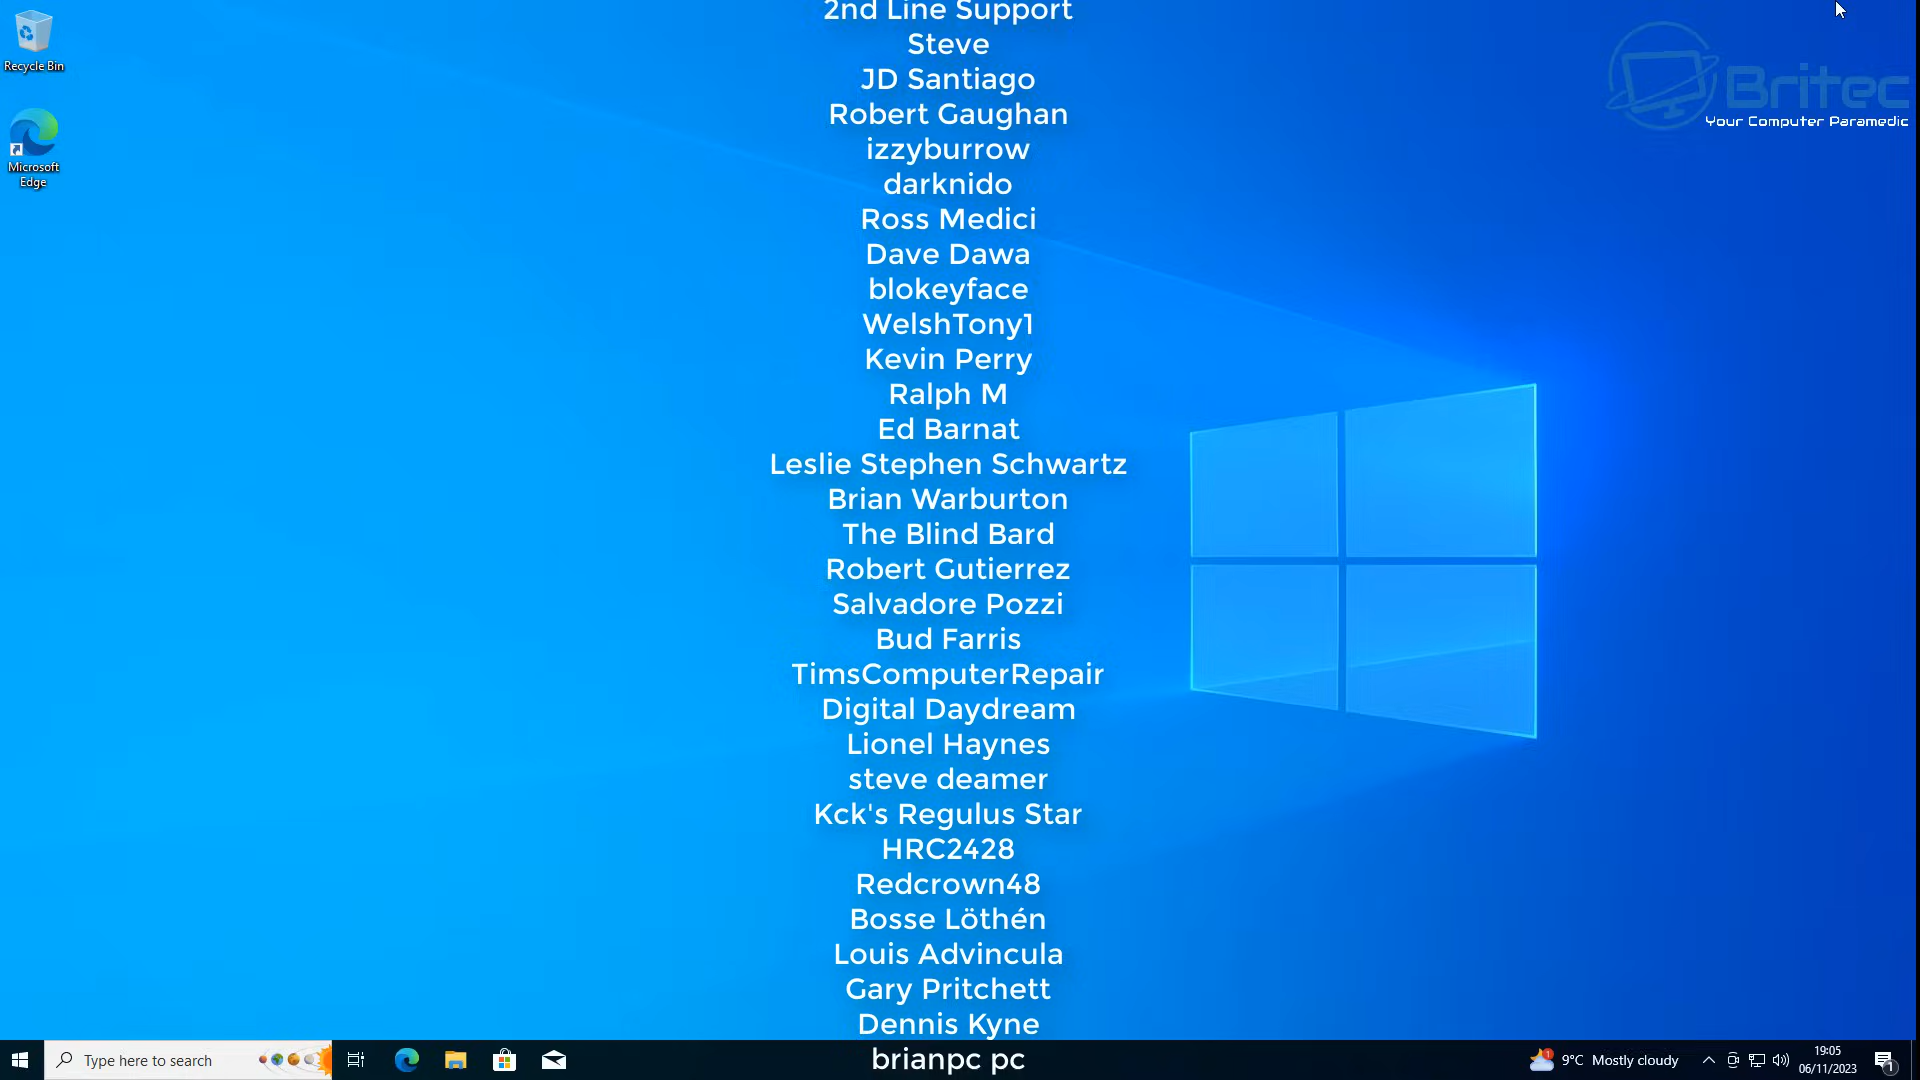 2nd Line Support
Steve
JD Santiago
Robert Gaughan
izzyburrow
darknido
Ross Medici
Dave Dawa
blokeyface
WelshTony1
Kevin Perry
Ralph M
Ed Barnat
Leslie Stephen Schwartz
Brian Warburton
The Blind Bard
Robert Gutierrez
Salvadore Pozzi
Bud Farris
TimsComputerRepair
Digital Daydream
Lionel Haynes
steve deamer
Kck's Regulus Star
HRC2428
Redcrown48
Bosse Löthén
Louis Advincula
Gary Pritchett
Dennis Kyne
brianpc pc
Recycle Bin
Microsoft
Edge
Britec
Your Computer Paramedic
Type here to search
1
9°C Mostly cloudy
19:05
06/11/2023
1